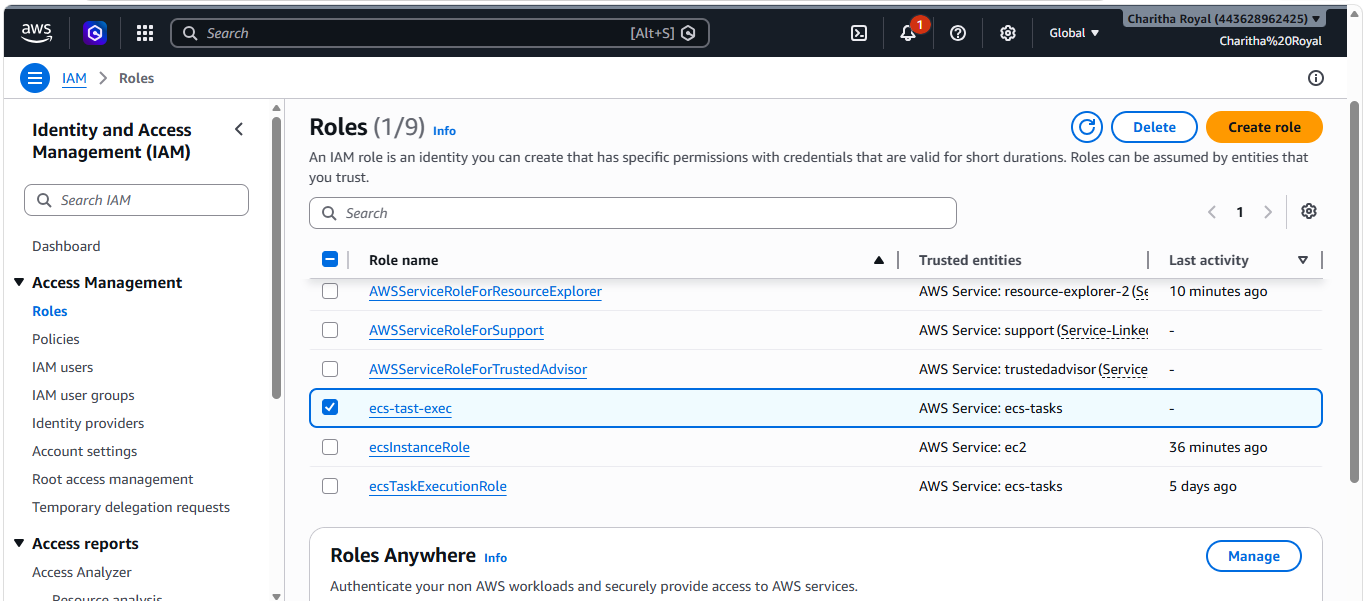 aws
Search
[Alt+S]
1
Global ▼
Charitha Royal (443628962425) ▼
Charitha%20Royal
IAM > Roles
Identity and Access Management (IAM)
Search IAM
Dashboard
Access Management
Roles
Policies
IAM users
IAM user groups
Identity providers
Account settings
Root access management
Temporary delegation requests
Access reports
Access Analyzer
Resource analysis
Roles (1/9) Info
Delete
Create role
An IAM role is an identity you can create that has specific permissions with credentials that are valid for short durations. Roles can be assumed by entities that
you trust.
Search
1
Role name Trusted entities Last activity
AWSServiceRoleForResourceExplorer AWS Service: resource-explorer-2 (Se 10 minutes ago
AWSServiceRoleForSupport AWS Service: support (Service-Linked -
AWSServiceRoleForTrustedAdvisor AWS Service: trustedadvisor (Service -
ecs-tast-exec AWS Service: ecs-tasks -
ecsInstanceRole AWS Service: ec2 36 minutes ago
ecsTaskExecutionRole AWS Service: ecs-tasks 5 days ago
Roles Anywhere Info
Manage
Authenticate your non AWS workloads and securely provide access to AWS services.